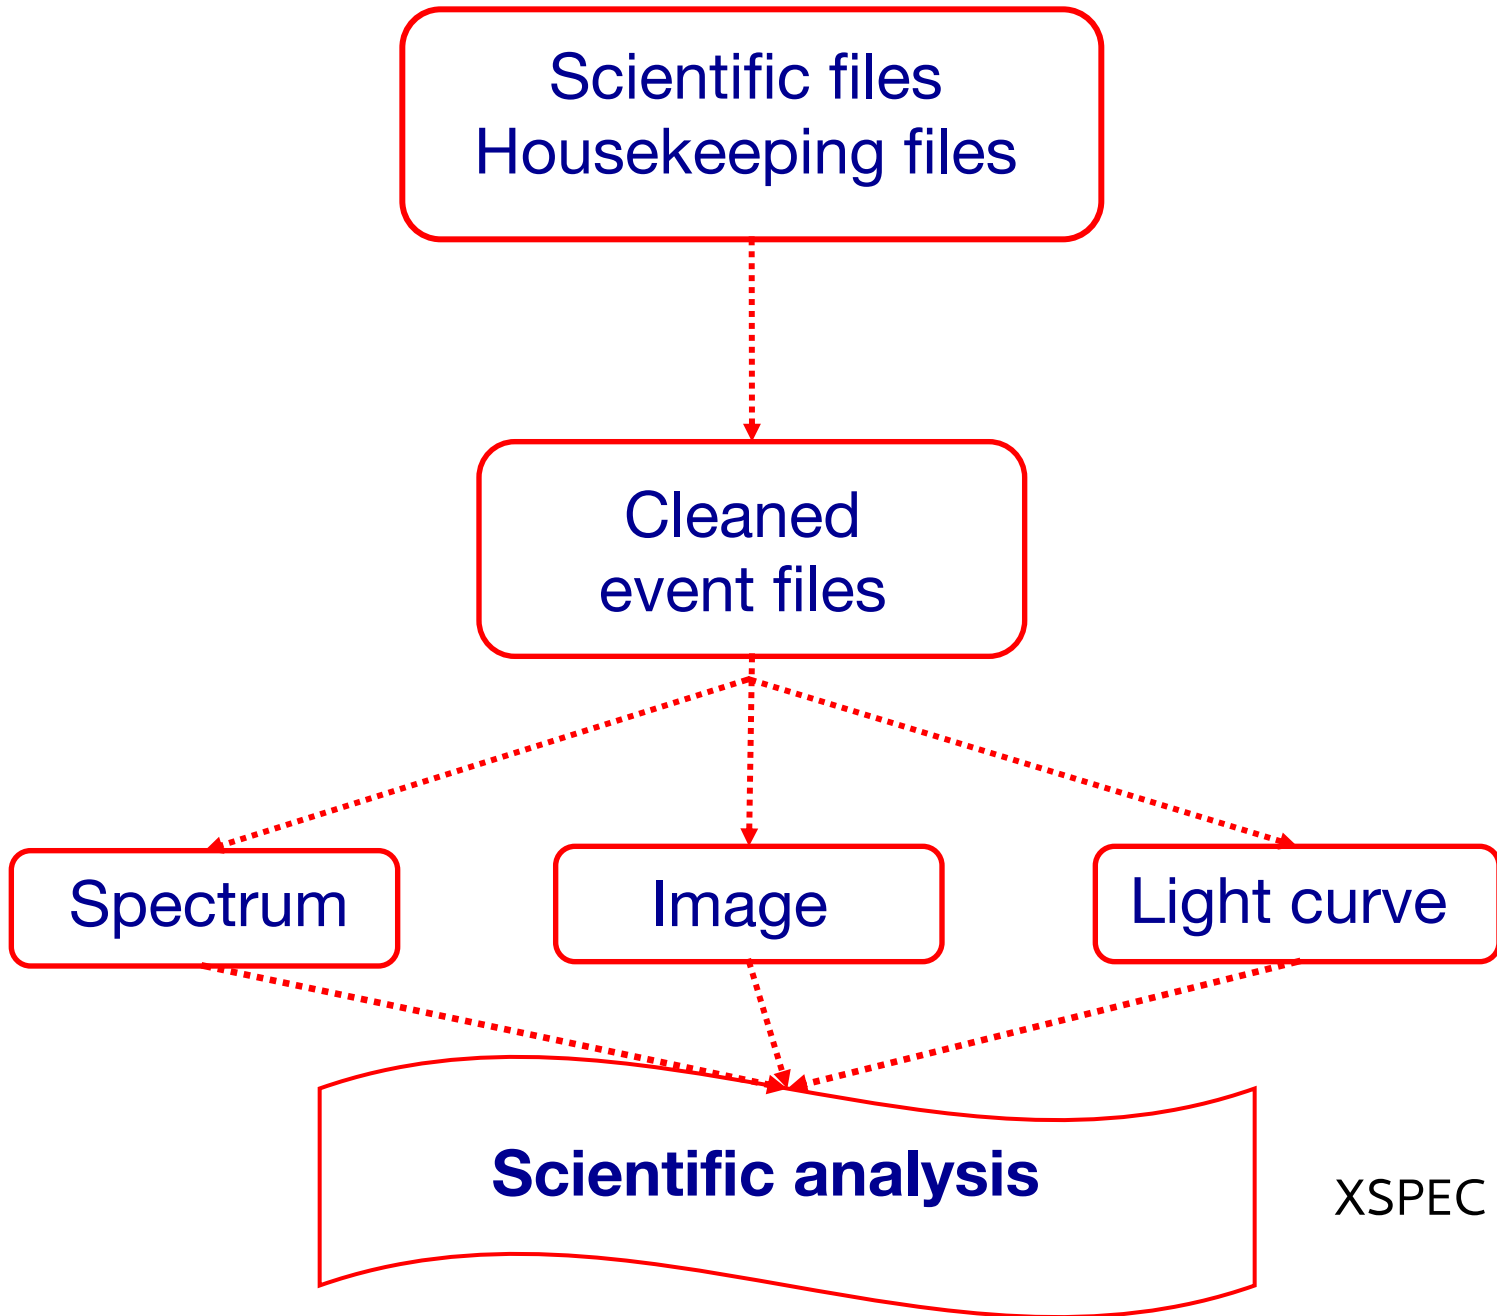 Scientific files
Housekeeping files
Cleaned
event files
Spectrum
Image
Light curve
Scientific analysis
XSPEC